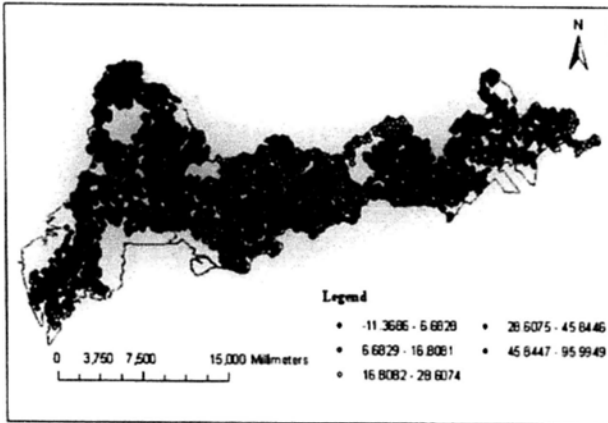 N
Legend
-11.3686 - 6.6828
28.6075 - 45.8446
6.6829 - 16.8081
45.8447 - 95.9949
16.8082 - 28.6074
0 3,750 7,500 15,000 Millimeters